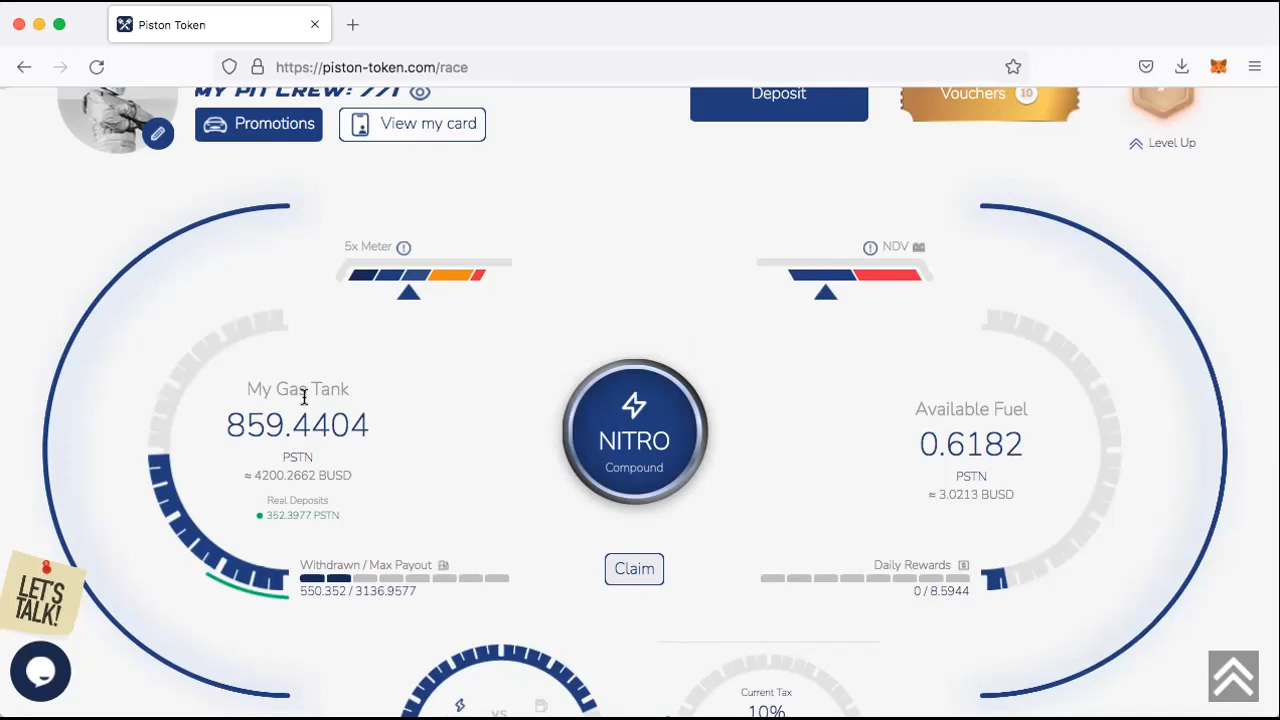 Piston Token
https://piston-token.com/race
MY PIT CREW: 771
Promotions
View my card
Deposit
Vouchers 10
Level Up
5x Meter
NDV
My Gas Tank
859.4404
PSTN
≈ 4200.2662 BUSD
Real Deposits
352.3977 PSTN
NITRO
Compound
Available Fuel
0.6182
PSTN
≈ 3.0213 BUSD
Withdrawn / Max Payout
550.352 / 3136.9577
Claim
Daily Rewards
0 / 8.5944
LET'S
TALK!
VS
Current Tax
10%